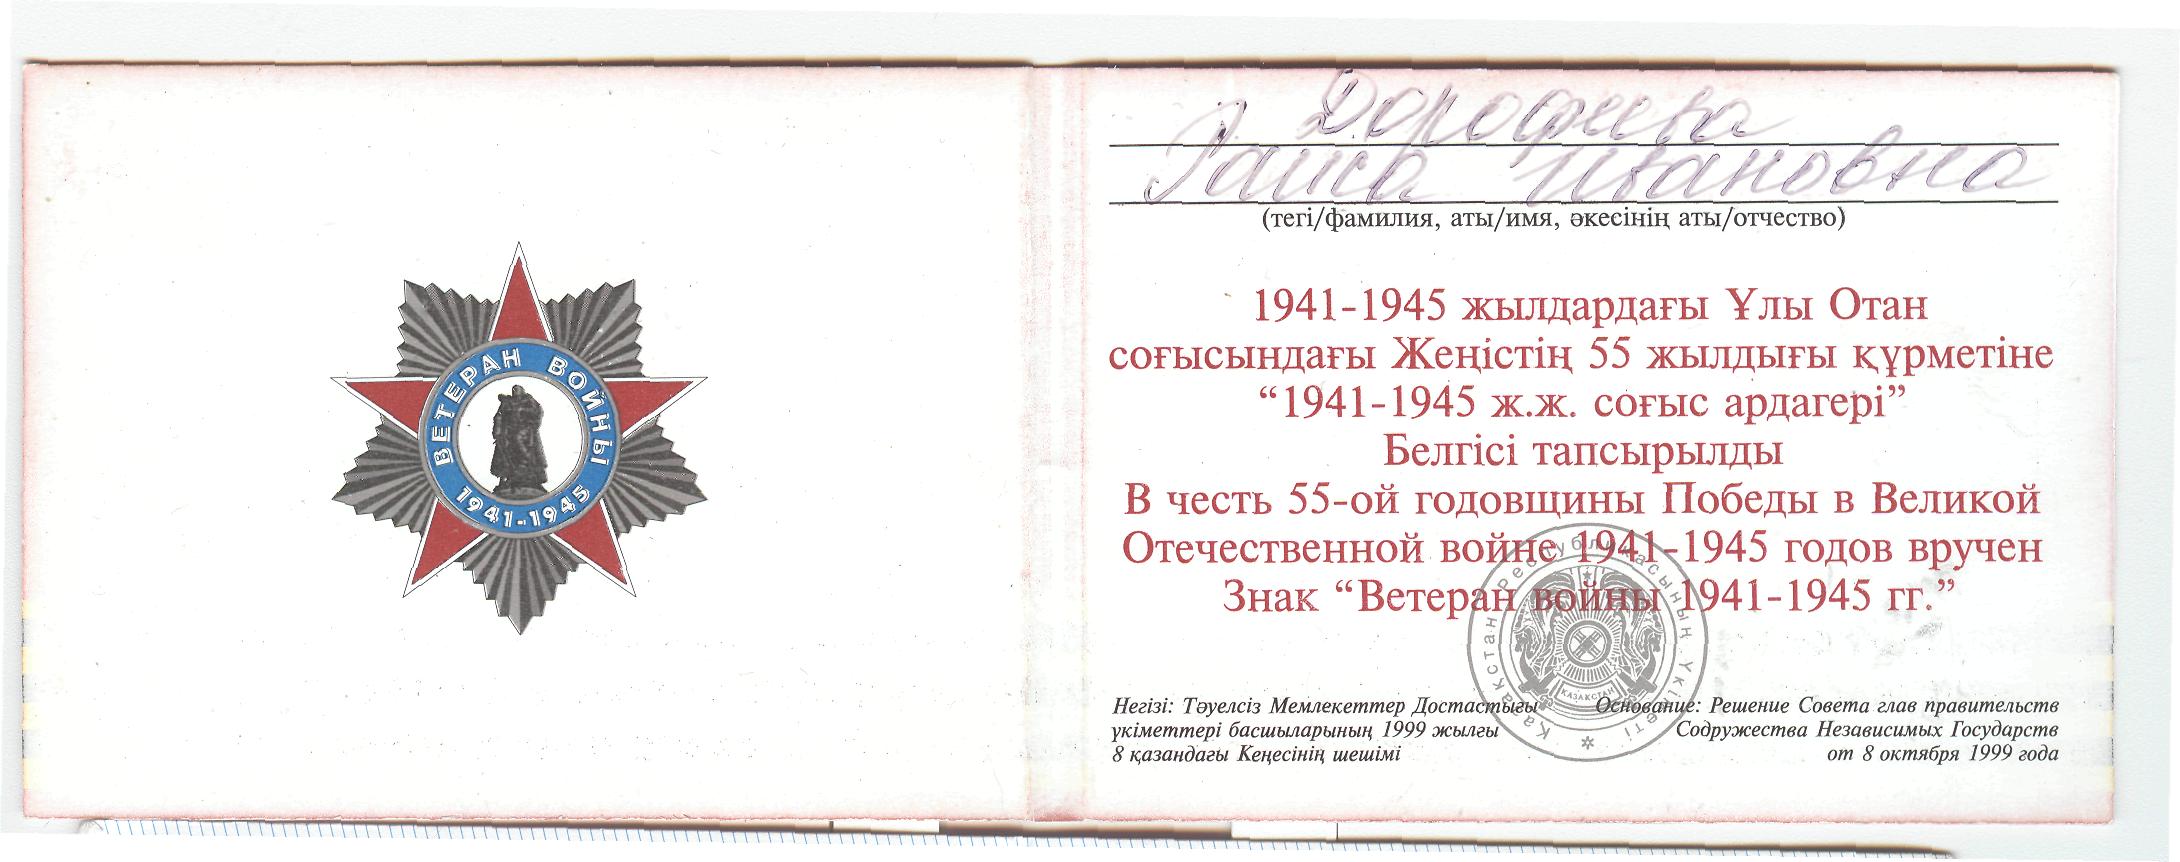 ВЕТЕРАН ВОЙНЫ
1941-1945
Дорофеева
Раиса Ивановна
(тегі/фамилия, аты/имя, әкесінің аты/отчество)
1941-1945 жылдардағы Ұлы Отан
соғысындағы Жеңістің 55 жылдығы құрметіне
“1941-1945 ж.ж. соғыс ардагері”
Белгісі тапсырылды
В честь 55-ой годовщины Победы в Великой
Отечественной войне 1941-1945 годов вручен
Знак “Ветеран войны 1941-1945 гг.”
Қазақстан Республикасының Үкіметі
ҚАЗАҚСТАН
Негізі: Тәуелсіз Мемлекеттер Достастығы
үкіметтері басшыларының 1999 жылғы
8 қазандағы Кеңесінің шешімі
Основание: Решение Совета глав правительств
Содружества Независимых Государств
от 8 октября 1999 года